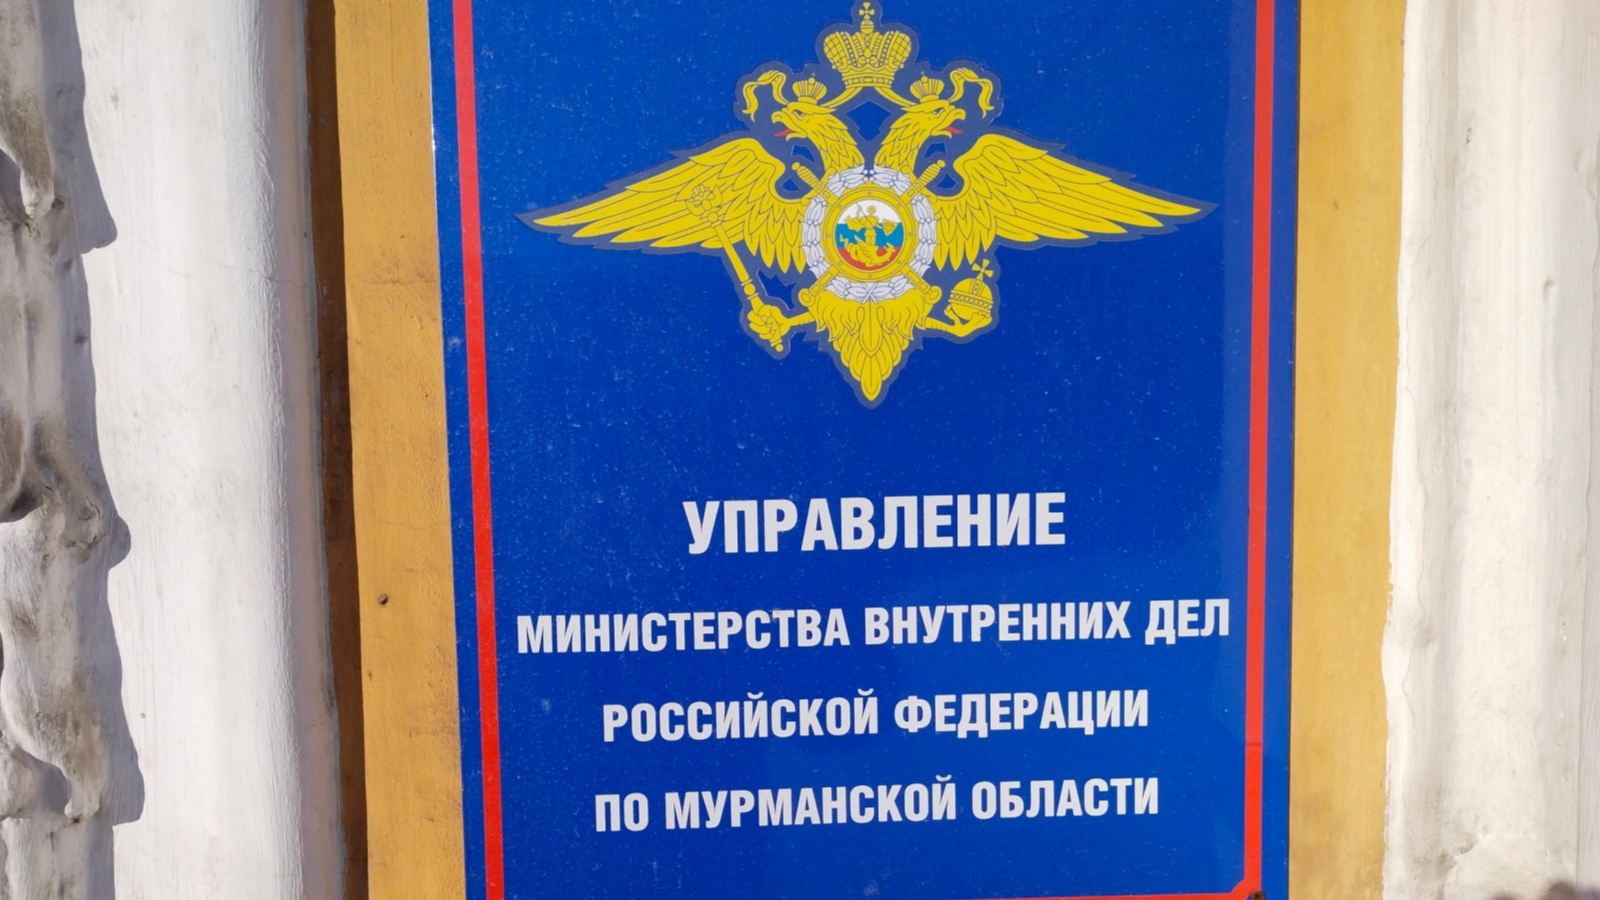 УПРАВЛЕНИЕ
МИНИСТЕРСТВА ВНУТРЕННИХ ДЕЛ
РОССИЙСКОЙ ФЕДЕРАЦИИ
ПО МУРМАНСКОЙ ОБЛАСТИ